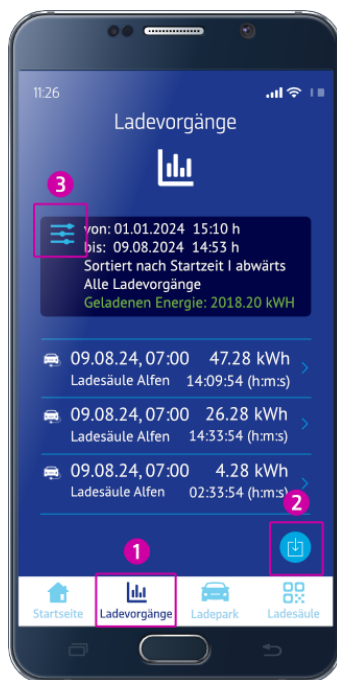 11:26
Ladevorgänge
3
von: 01.01.2024 15:10 h
bis: 09.08.2024 14:53 h
Sortiert nach Startzeit I abwärts
Alle Ladevorgänge
Geladenen Energie: 2018.20 kWH
09.08.24, 07:00 47.28 kWh
Ladesäule Alfen 14:09:54 (h:m:s)
09.08.24, 07:00 26.28 kWh
Ladesäule Alfen 14:33:54 (h:m:s)
09.08.24, 07:00 4.28 kWh
Ladesäule Alfen 02:33:54 (h:m:s)
2
1
Startseite Ladevorgänge Ladepark Ladesäule